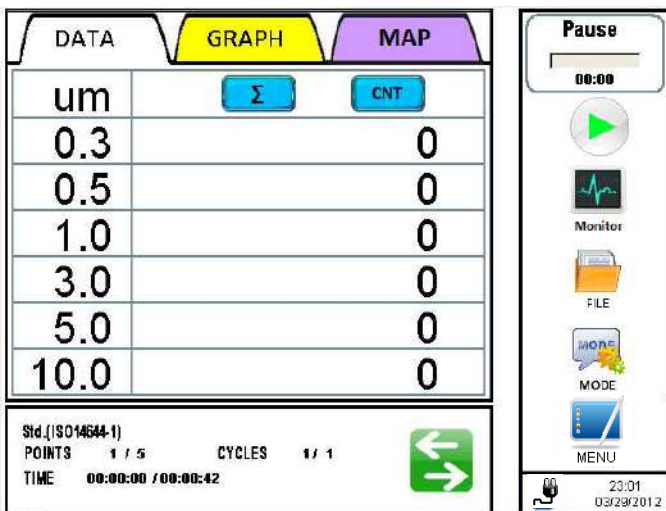 DATA GRAPH MAP
um Σ CNT
0.3 0
0.5 0
1.0 0
3.0 0
5.0 0
10.0 0
Std.(ISO14644-1)
POINTS 1 / 5 CYCLES 1 / 1
TIME 00:00:00 / 00:00:42
Pause
00:00
Monitor
FILE
MODE
MODE
MENU
23:01
03/29/2012